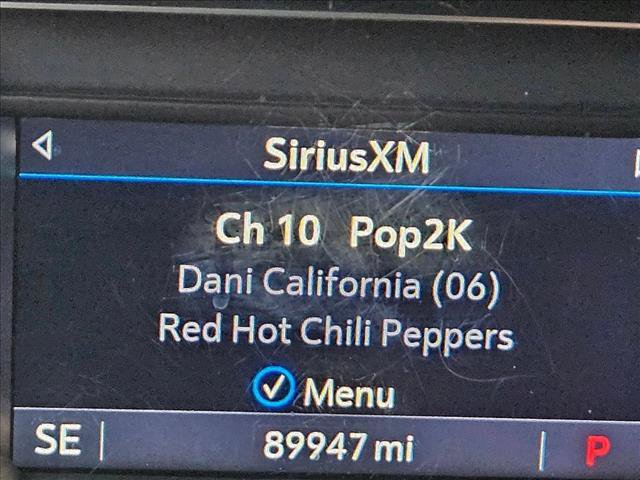 SiriusXM
Ch 10 Pop2K
Dani California (06)
Red Hot Chili Peppers
Menu
SE 89947 mi P